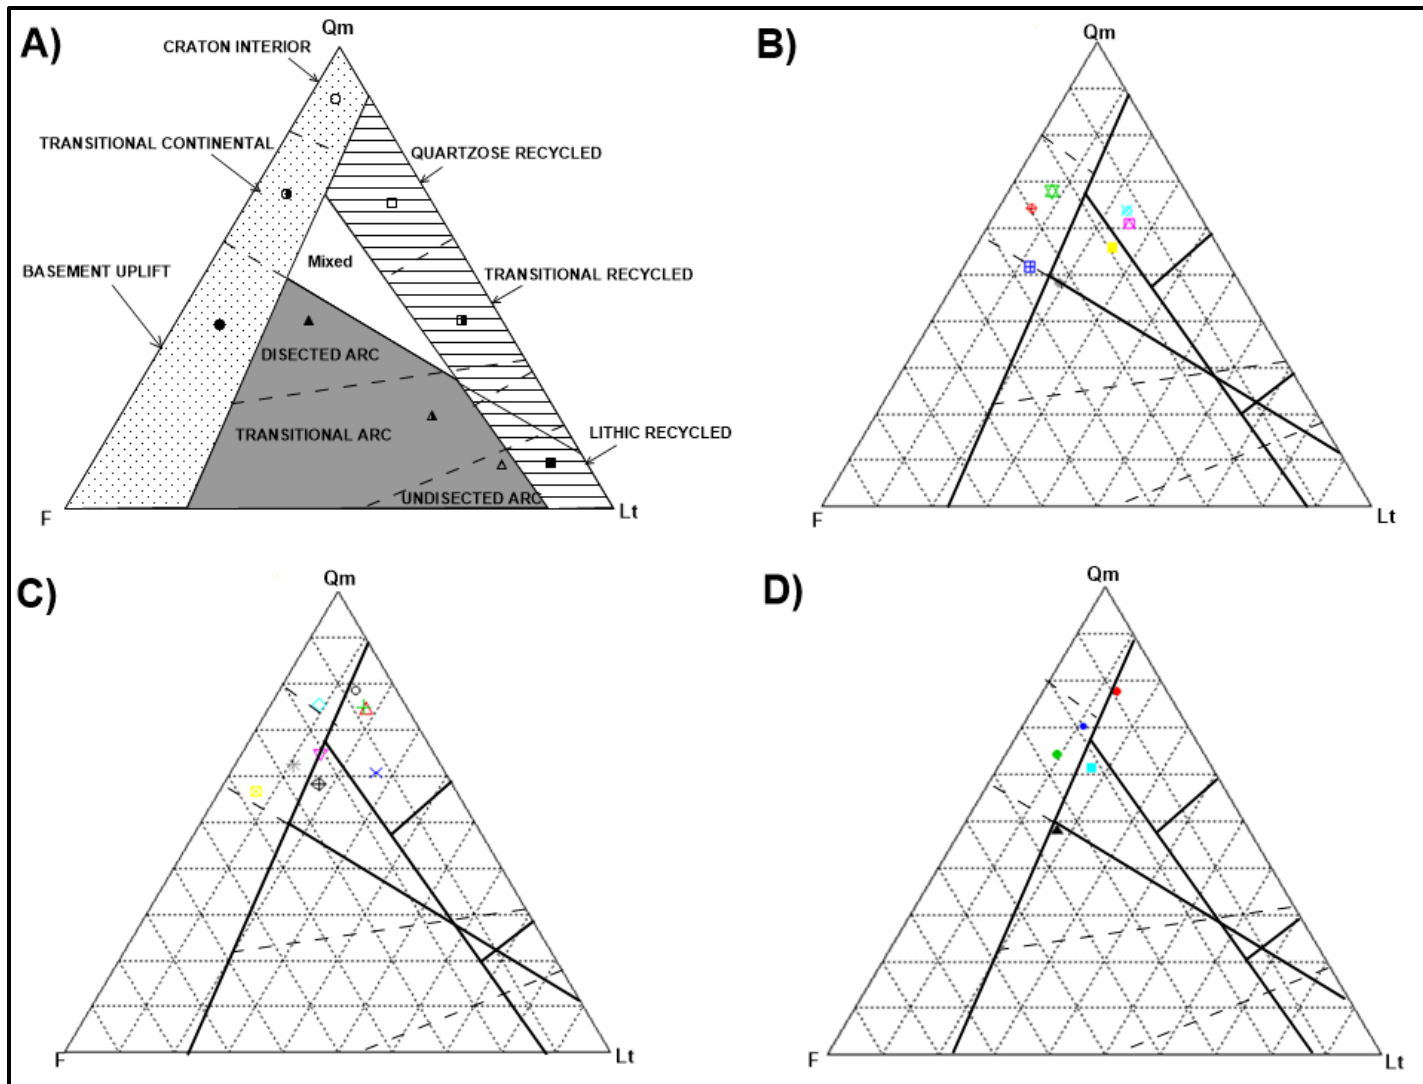 A)
Qm
CRATON INTERIOR
TRANSITIONAL CONTINENTAL
QUARTZOSE RECYCLED
BASEMENT UPLIFT
Mixed
TRANSITIONAL RECYCLED
DISECTED ARC
TRANSITIONAL ARC
LITHIC RECYCLED
UNDISECTED ARC
F
Lt
B)
Qm
F
Lt
C)
Qm
F
Lt
D)
Qm
F
Lt